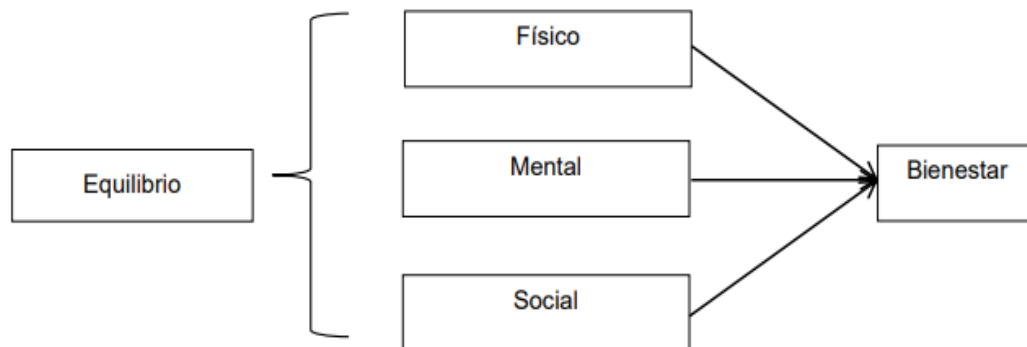 Físico
Mental
Equilibrio
Bienestar
Social